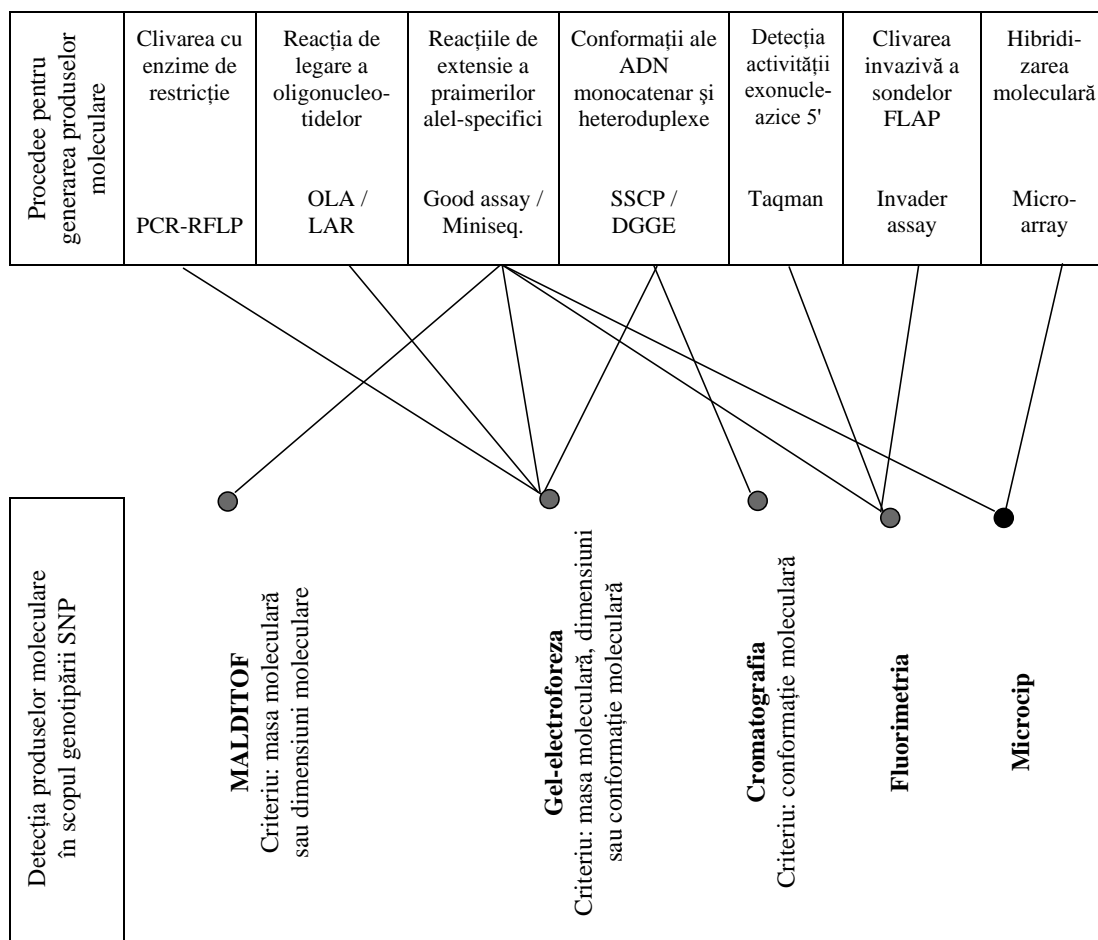 Procedee pentru
generarea produselor
moleculare
Clivarea cu
enzime de
restricție
PCR-RFLP
Reacția de
legare a
oligonucleo-
tidelor
OLA /
LAR
Reacțiile de
extensie a
praimerilor
alel-specifici
Good assay /
Miniseq.
Conformații ale
ADN
monocatenar şi
heteroduplexe
SSCP /
DGGE
Detecția
activității
exonucle-
azice 5'
Taqman
Clivarea
invazivă a
sondelor
FLAP
Invader
assay
Hibridi-
zarea
moleculară
Micro-
array
Detecția produselor moleculare
în scopul genotipării SNP
MALDITOF
Criteriu: masa moleculară
sau dimensiuni moleculare
Gel-electroforeza
Criteriu: masa moleculară, dimensiuni
sau conformație moleculară
Cromatografia
Criteriu: conformație moleculară
Fluorimetria
Microcip